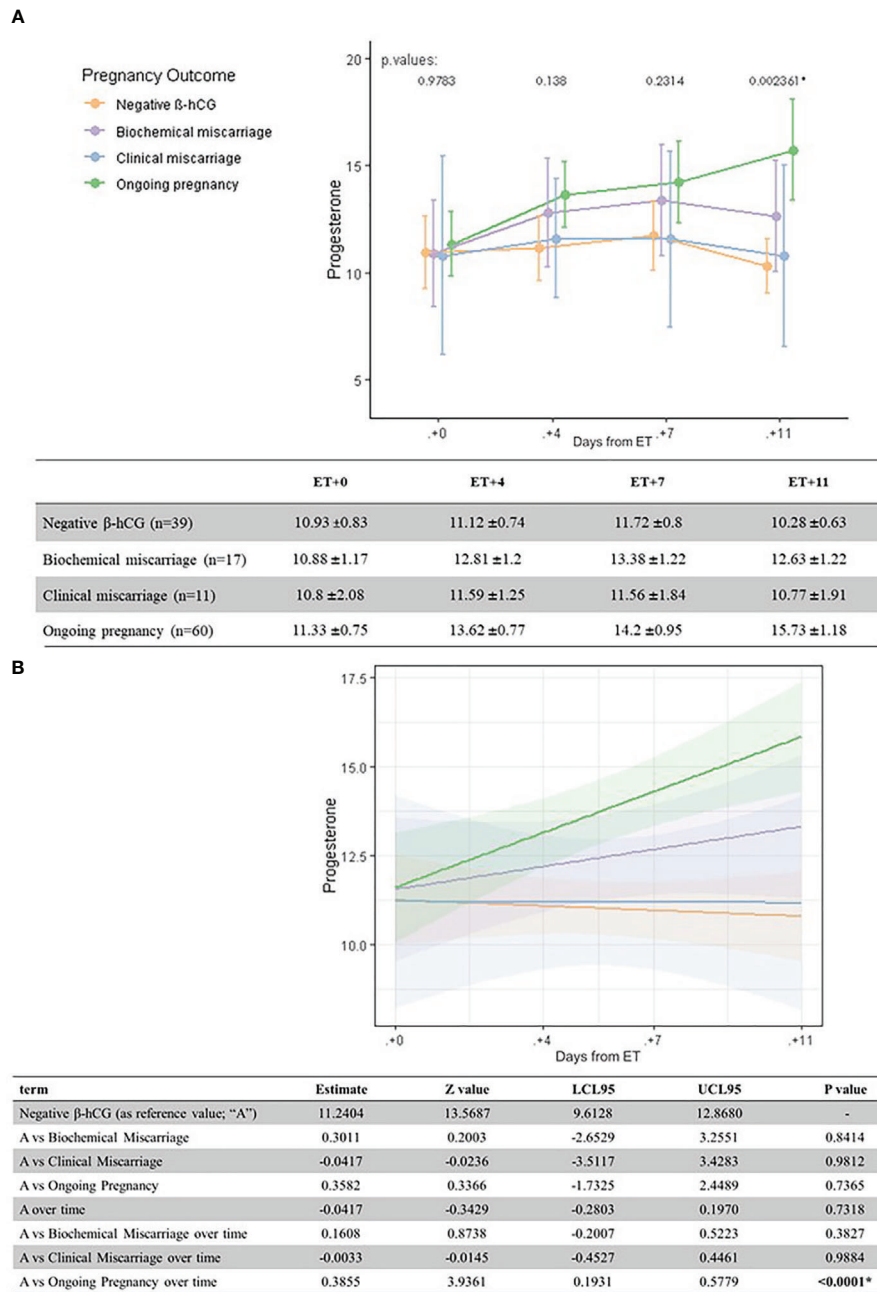 A
Pregnancy Outcome
Negative ß-hCG
Biochemical miscarriage
Clinical miscarriage
Ongoing pregnancy
p.values:
0.9783 0.138 0.2314 0.002361*
20
15
10
5
Progesterone
.+0 .+4 .+7 .+11
Days from ET
ET+0 ET+4 ET+7 ET+11
Negative β-hCG (n=39) 10.93 ±0.83 11.12 ±0.74 11.72 ±0.8 10.28 ±0.63
Biochemical miscarriage (n=17) 10.88 ±1.17 12.81 ±1.2 13.38 ±1.22 12.63 ±1.22
Clinical miscarriage (n=11) 10.8 ±2.08 11.59 ±1.25 11.56 ±1.84 10.77 ±1.91
Ongoing pregnancy (n=60) 11.33 ±0.75 13.62 ±0.77 14.2 ±0.95 15.73 ±1.18
B
17.5
15.0
12.5
10.0
Progesterone
.+0 .+4 .+7 .+11
Days from ET
term Estimate Z value LCL95 UCL95 P value
Negative β-hCG (as reference value; “A”) 11.2404 13.5687 9.6128 12.8680 -
A vs Biochemical Miscarriage 0.3011 0.2003 -2.6529 3.2551 0.8414
A vs Clinical Miscarriage -0.0417 -0.0236 -3.5117 3.4283 0.9812
A vs Ongoing Pregnancy 0.3582 0.3366 -1.7325 2.4489 0.7365
A over time -0.0417 -0.3429 -0.2803 0.1970 0.7318
A vs Biochemical Miscarriage over time 0.1608 0.8738 -0.2007 0.5223 0.3827
A vs Clinical Miscarriage over time -0.0033 -0.0145 -0.4527 0.4461 0.9884
A vs Ongoing Pregnancy over time 0.3855 3.9361 0.1931 0.5779 <0.0001*